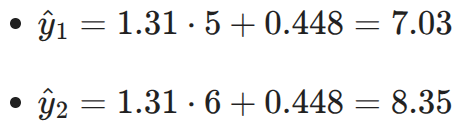 • ŷ₁ = 1.31 · 5 + 0.448 = 7.03
• ŷ₂ = 1.31 · 6 + 0.448 = 8.35